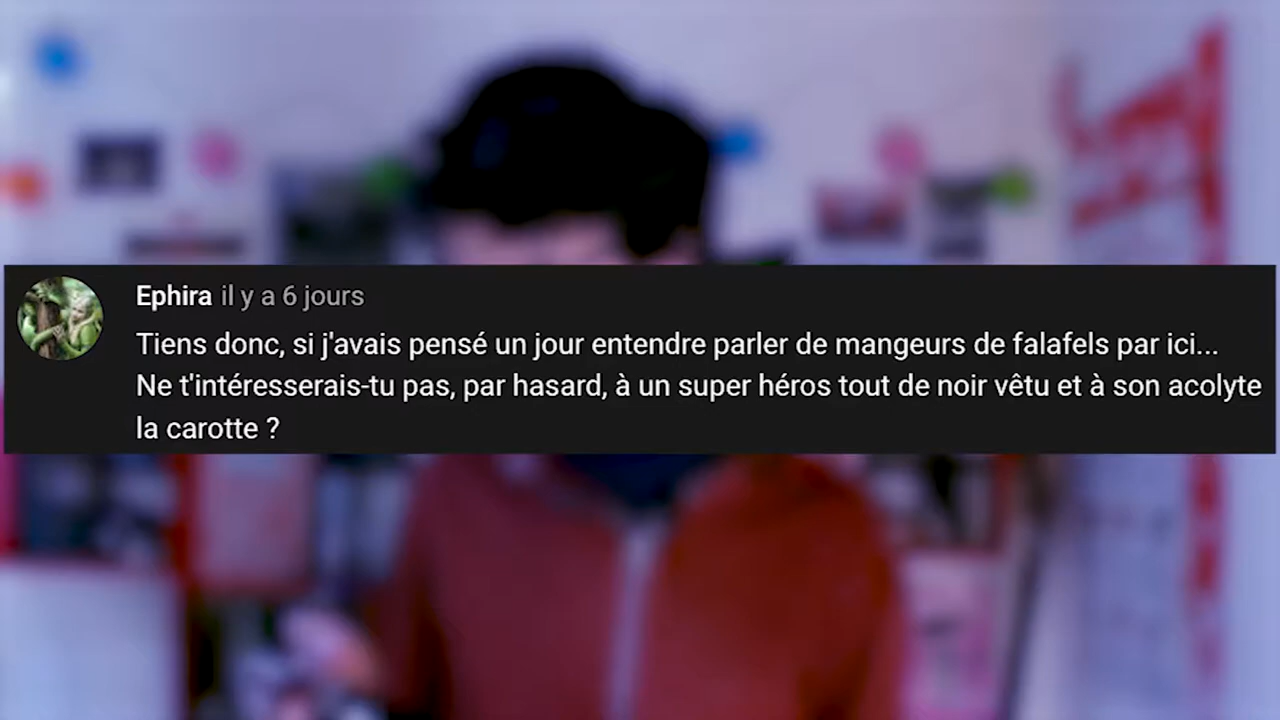 Ephira il y a 6 jours
Tiens donc, si j'avais pensé un jour entendre parler de mangeurs de falafels par ici...
Ne t'intéresserais-tu pas, par hasard, à un super héros tout de noir vêtu et à son acolyte
la carotte ?